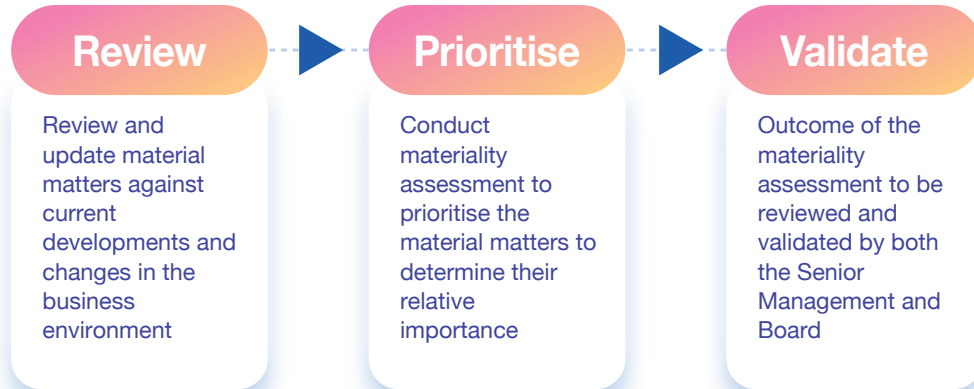 Review
Review and
update material
matters against
current
developments and
changes in the
business
environment
Prioritise
Conduct
materiality
assessment to
prioritise the
material matters to
determine their
relative
importance
Validate
Outcome of the
materiality
assessment to be
reviewed and
validated by both
the Senior
Management and
Board